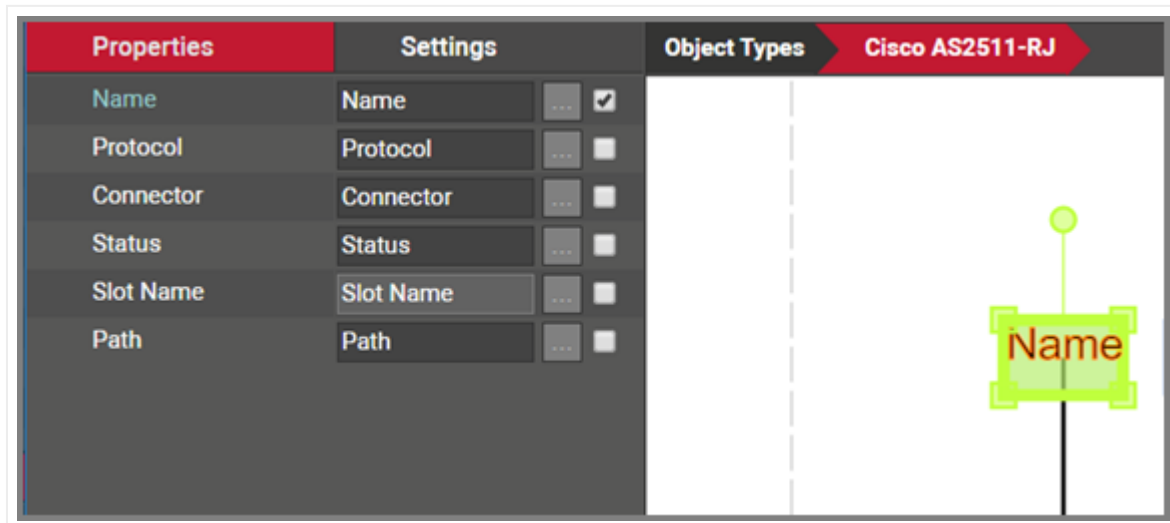 Properties Settings Object Types Cisco AS2511-RJ
Name Name ...
Protocol Protocol ...
Connector Connector ...
Status Status ...
Slot Name Slot Name ...
Path Path ...
Name